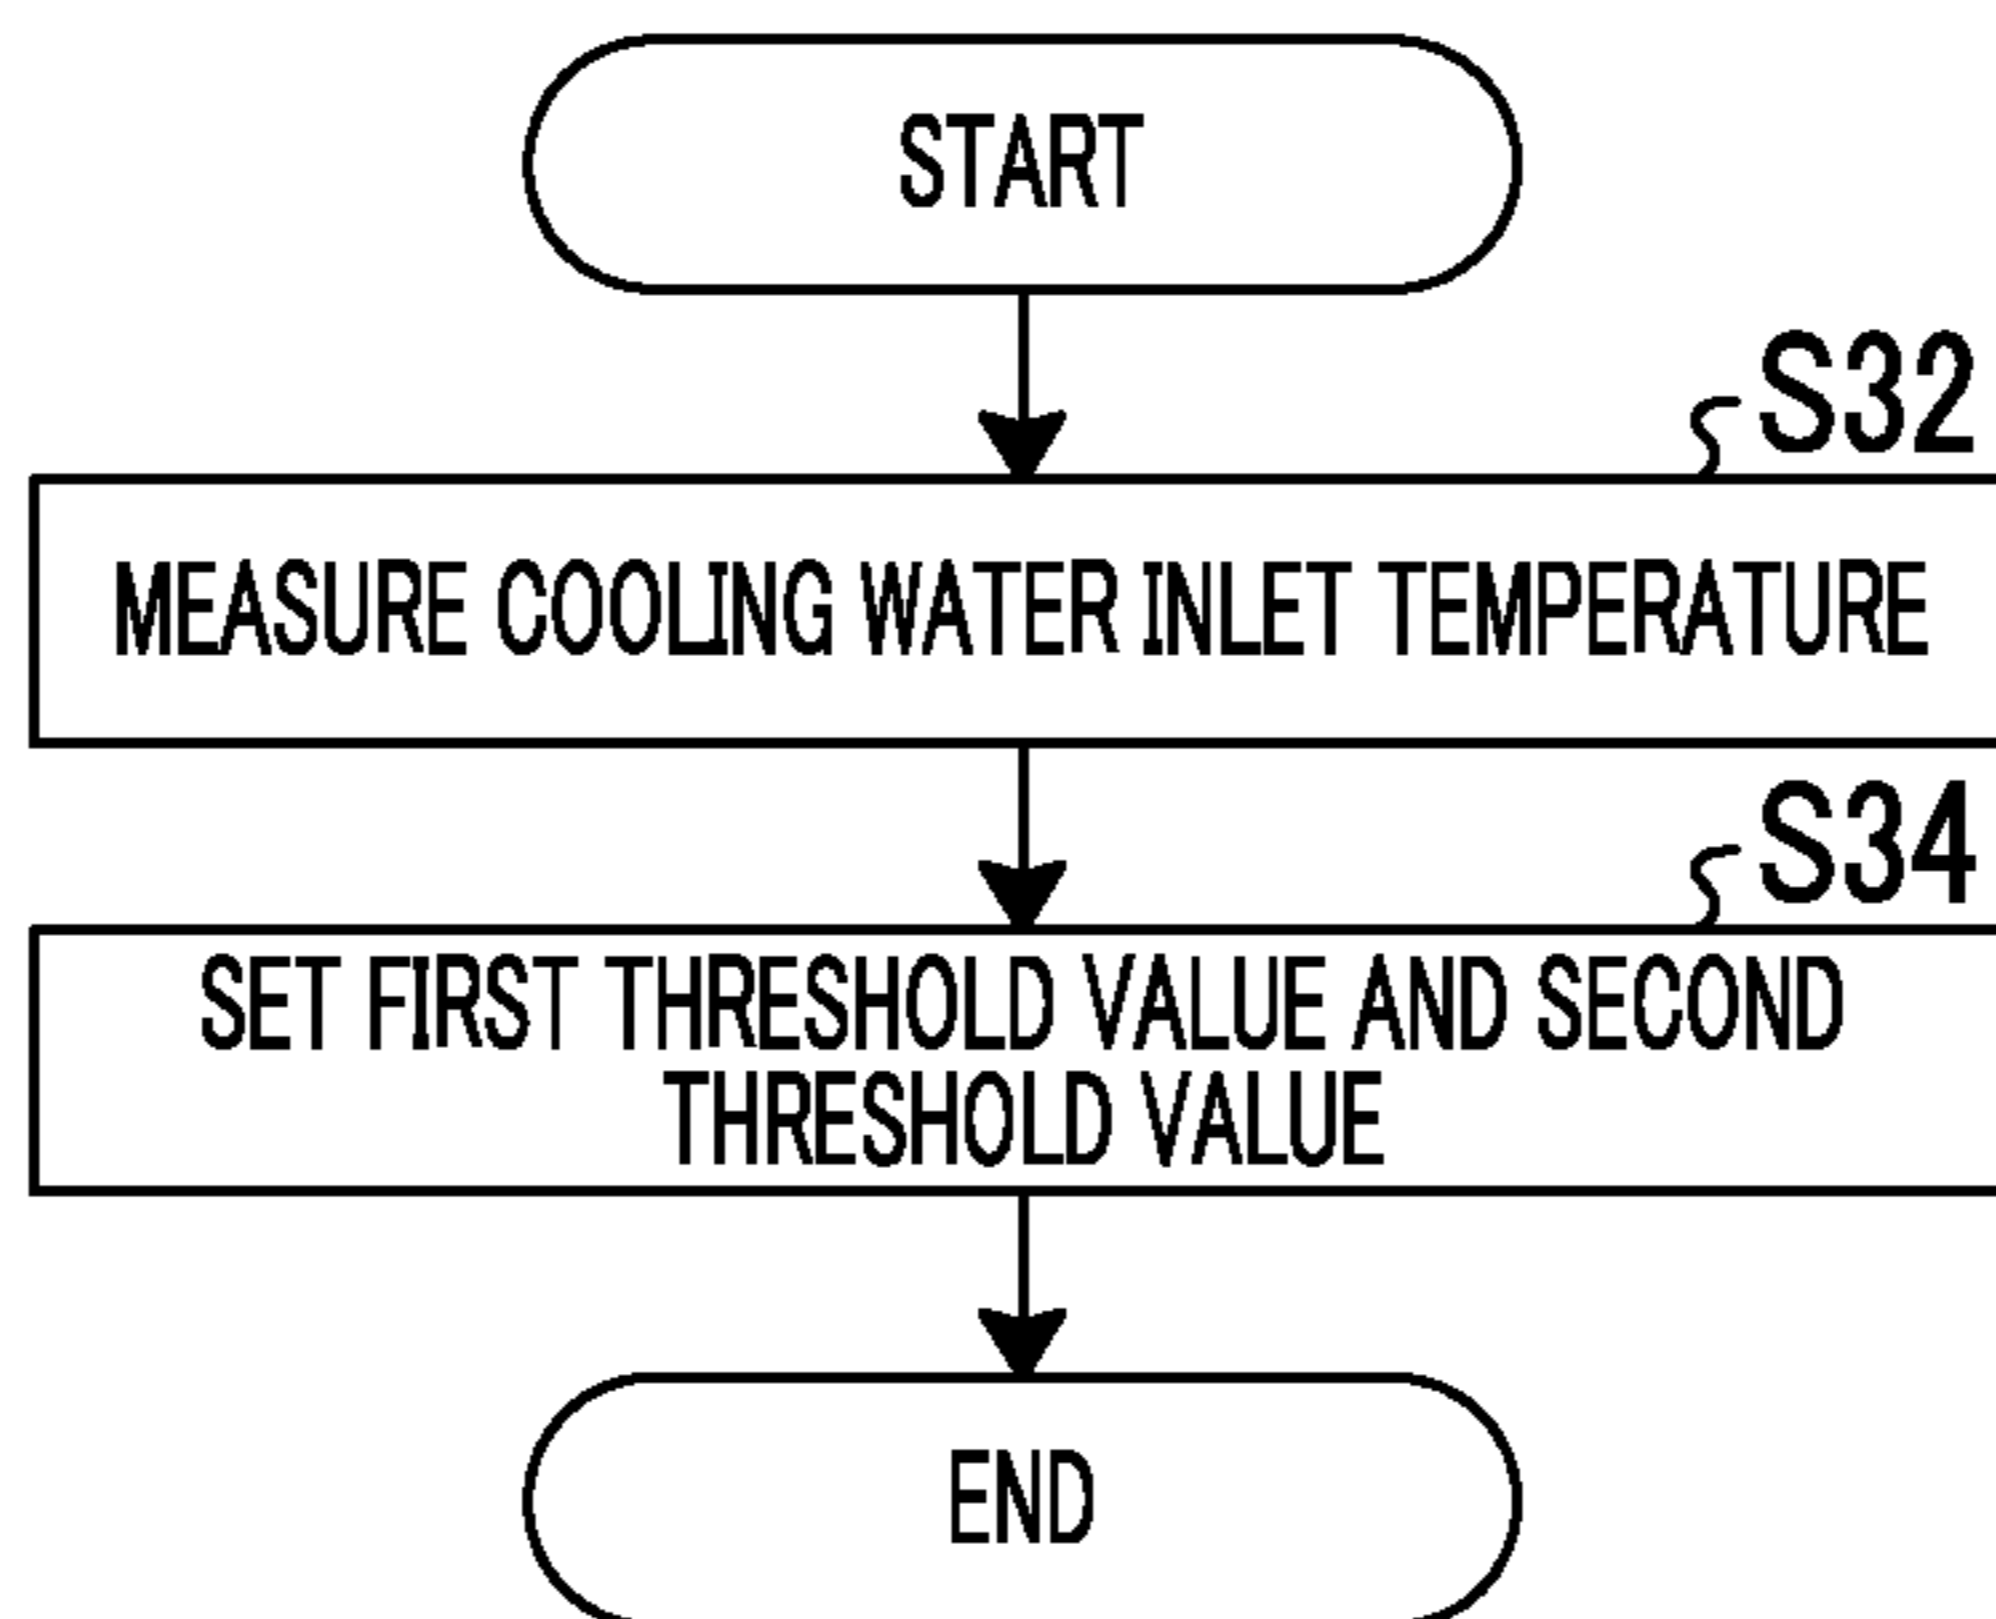 START
S32
MEASURE COOLING WATER INLET TEMPERATURE
S34
SET FIRST THRESHOLD VALUE AND SECOND
THRESHOLD VALUE
END